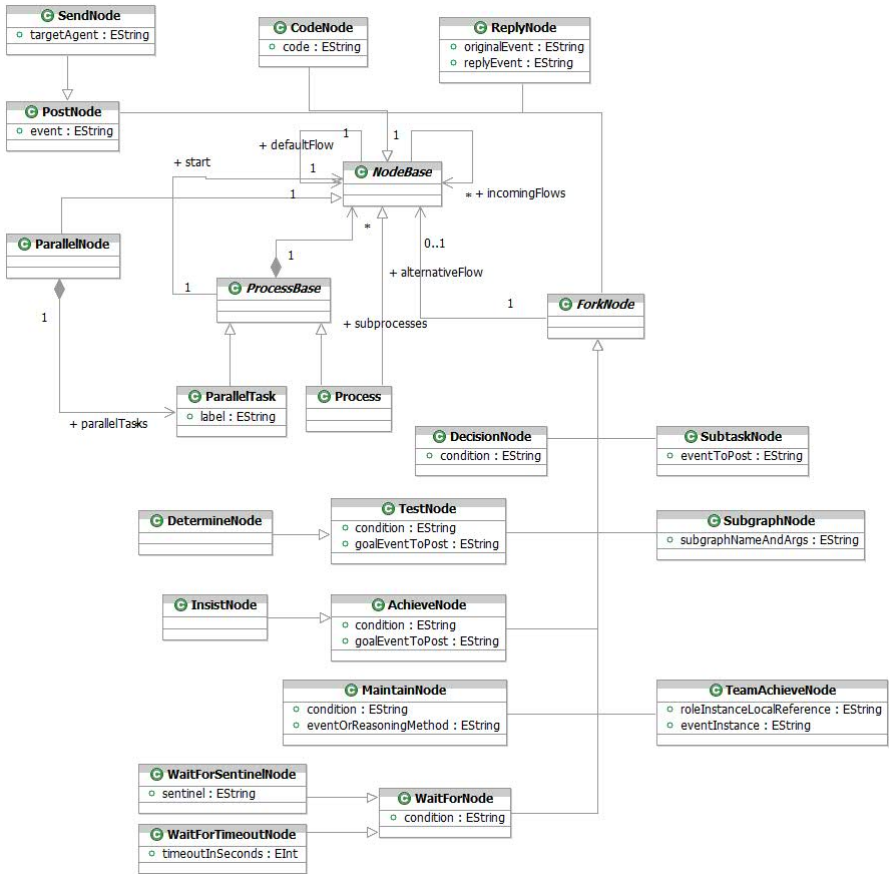 SendNode
targetAgent : EString
CodeNode
code : EString
ReplyNode
originalEvent : EString
replyEvent : EString
PostNode
event : EString
1
1
+ defaultFlow
+ start
1
NodeBase
1
* + incomingFlows
*
ParallelNode
0..1
1
+ alternativeFlow
1
ProcessBase
1
1
ForkNode
+ subprocesses
ParallelTask
label : EString
Process
+ parallelTasks
*
DecisionNode
condition : EString
SubtaskNode
eventToPost : EString
DetermineNode
TestNode
condition : EString
goalEventToPost : EString
SubgraphNode
subgraphNameAndArgs : EString
InsistNode
AchieveNode
condition : EString
goalEventToPost : EString
MaintainNode
condition : EString
eventOrReasoningMethod : EString
TeamAchieveNode
roleInstanceLocalReference : EString
eventInstance : EString
WaitForSentinelNode
sentinel : EString
WaitForNode
condition : EString
WaitForTimeoutNode
timeoutInSeconds : EInt